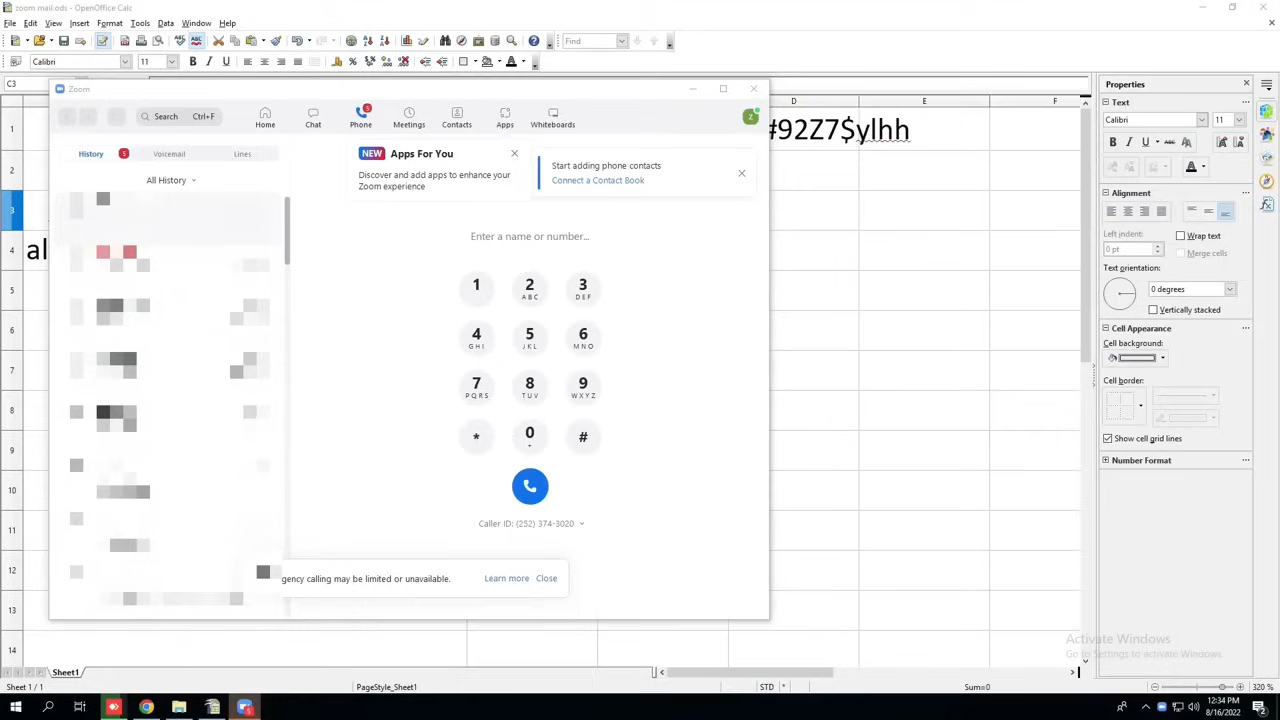 zoom mail.ods - OpenOffice Calc
File Edit View Insert Format Tools Data Window Help
Find
Calibri 11
C3
Zoom
Search Ctrl+F
Home Chat Phone Meetings Contacts Apps Whiteboards
5
Z
History 5 Voicemail Lines
All History
NEW Apps For You
Discover and add apps to enhance your
Zoom experience
Start adding phone contacts
Connect a Contact Book
Enter a name or number...
1 2 3
ABC DEF
4 5 6
GHI JKL MNO
7 8 9
PQRS TUV WXYZ
* 0 #
+
Caller ID: (252) 374-3020
gency calling may be limited or unavailable. Learn more Close
D E F
#92Z7$ylhh
al
1
2
3
4
5
6
7
8
9
10
11
12
13
14
Properties
Text
Calibri 11
Alignment
Left indent:
0 pt
Wrap text
Merge cells
Text orientation:
0 degrees
Vertically stacked
Cell Appearance
Cell background:
Cell border:
Show cell grid lines
Number Format
Activate Windows
Go to Settings to activate Windows.
Sheet1
Sheet 1 / 1 PageStyle_Sheet1 STD * Sum=0 320 %
12:34 PM
8/16/2022
2